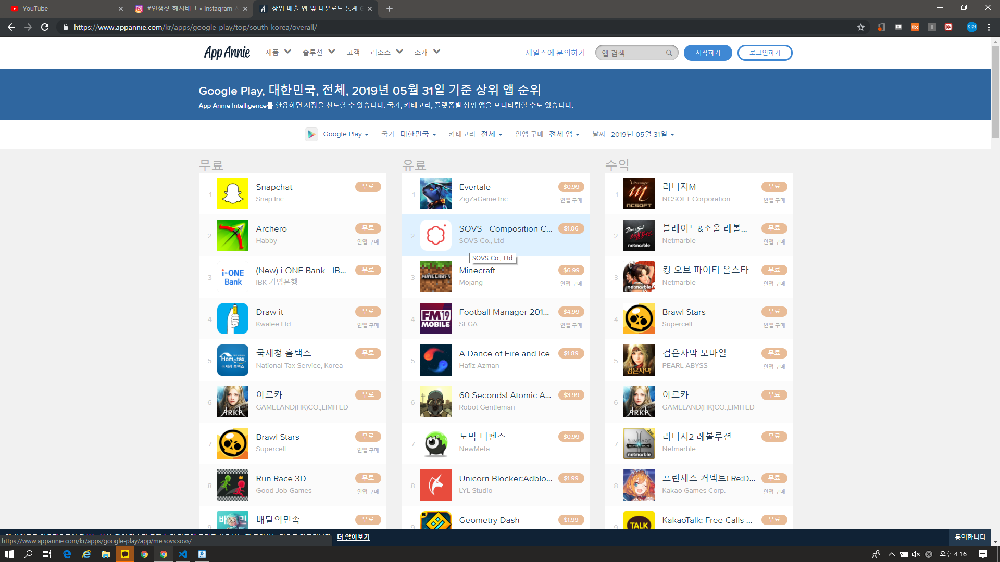 YouTube
#인생샷 해시태그 • Instagram
상위 매출 앱 및 다운로드 통계
https://www.appannie.com/kr/apps/google-play/top/south-korea/overall/
App Annie 제품 솔루션 고객 리소스 소개 세일즈에 문의하기 앱 검색 시작하기 로그인하기
Google Play, 대한민국, 전체, 2019년 05월 31일 기준 상위 앱 순위
App Annie Intelligence를 활용하면 시장을 선도할 수 있습니다. 국가, 카테고리, 플랫폼별 상위 앱을 모니터링할 수도 있습니다.
Google Play 국가 대한민국 카테고리 전체 인앱 구매 전체 앱 날짜 2019년 05월 31일
무료
1 Snapchat 무료
Snap Inc
2 Archero 무료
Habby 인앱 구매
3 i-ONE Bank (New) i-ONE Bank - IB... 무료
IBK 기업은행
4 Draw it 무료
Kwalee Ltd 인앱 구매
5 Hometax. 국세청 홈택스 국세청 홈택스 무료
National Tax Service, Korea
6 ARKA 아르카 무료
GAMELAND(HK)CO.,LIMITED
7 Brawl Stars 무료
Supercell 인앱 구매
8 Run Race 3D 무료
Good Job Games 인앱 구매
9 배달의민족 무료
유료
1 Evertale $0.99
ZigZaGame Inc. 인앱 구매
2 SOVS - Composition C... $1.06
SOVS Co., Ltd
SOVS Co., Ltd
3 MINECRAFT Minecraft $6.99
Mojang 인앱 구매
4 FM19 MOBILE Football Manager 201... $4.99
SEGA 인앱 구매
5 A Dance of Fire and Ice $1.89
Hafiz Azman
6 60 Seconds! Atomic A... $3.99
Robot Gentleman
7 도박 디펜스 $0.99
NewMeta
8 Unicorn Blocker:Adblo... $1.99
LYL Studio
9 Geometry Dash $1.99
수익
1 Lineage M NCSOFT 리니지M 무료
NCSOFT Corporation 인앱 구매
2 Blade & Soul 레볼루션 netmarble 블레이드&소울 레볼... 무료
Netmarble 인앱 구매
3 netmarble 킹 오브 파이터 올스타 무료
Netmarble 인앱 구매
4 Brawl Stars 무료
Supercell 인앱 구매
5 검은사막 검은사막 모바일 무료
PEARL ABYSS 인앱 구매
6 ARKA 아르카 무료
GAMELAND(HK)CO.,LIMITED
7 LINEAGE REVOLUTION netmarble 리니지2 레볼루션 무료
Netmarble
8 프린세스 커넥트! Re:D... 무료
Kakao Games Corp. 인앱 구매
9 TALK KakaoTalk: Free Calls ... 무료
더 알아보기
동의합니다
https://www.appannie.com/kr/apps/google-play/app/me.sovs.sovs/
오후 4:16